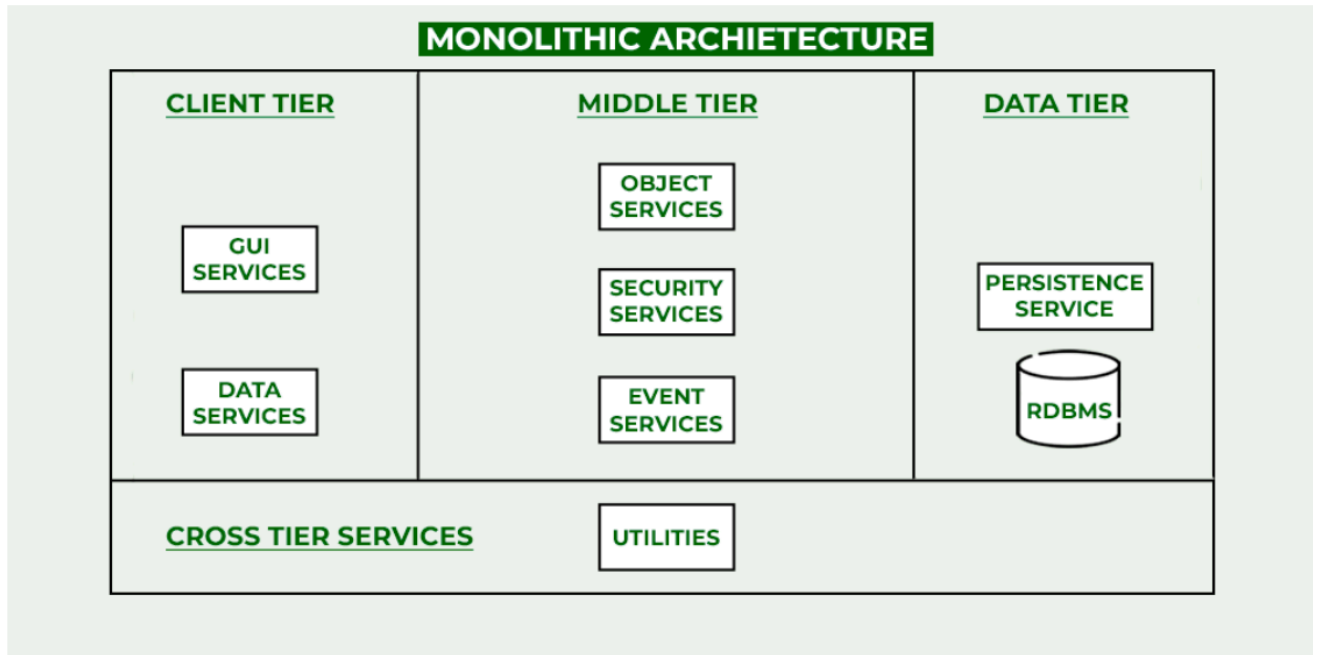 MONOLITHIC ARCHIETECTURE
CLIENT TIER
GUI
SERVICES
DATA
SERVICES
MIDDLE TIER
OBJECT
SERVICES
SECURITY
SERVICES
EVENT
SERVICES
DATA TIER
PERSISTENCE
SERVICE
RDBMS
CROSS TIER SERVICES
UTILITIES